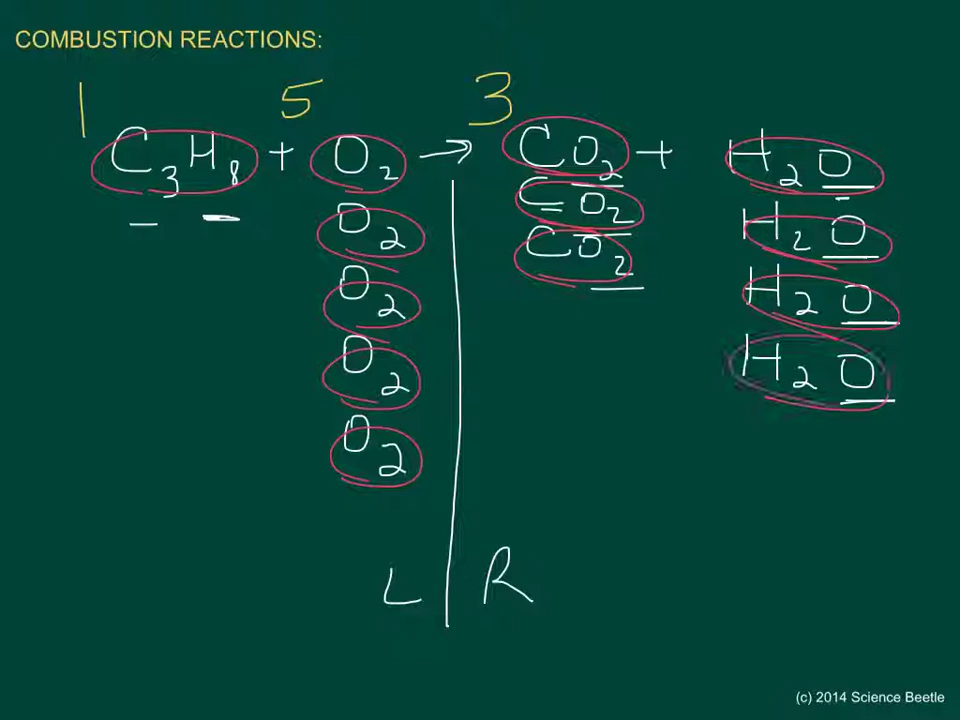 COMBUSTION REACTIONS:
1 5 3
C₃H₈ + O₂ → CO₂ + H₂O
O₂ CO₂ H₂O
O₂ CO₂ H₂O
O₂ H₂O
O₂
L R
(c) 2014 Science Beetle